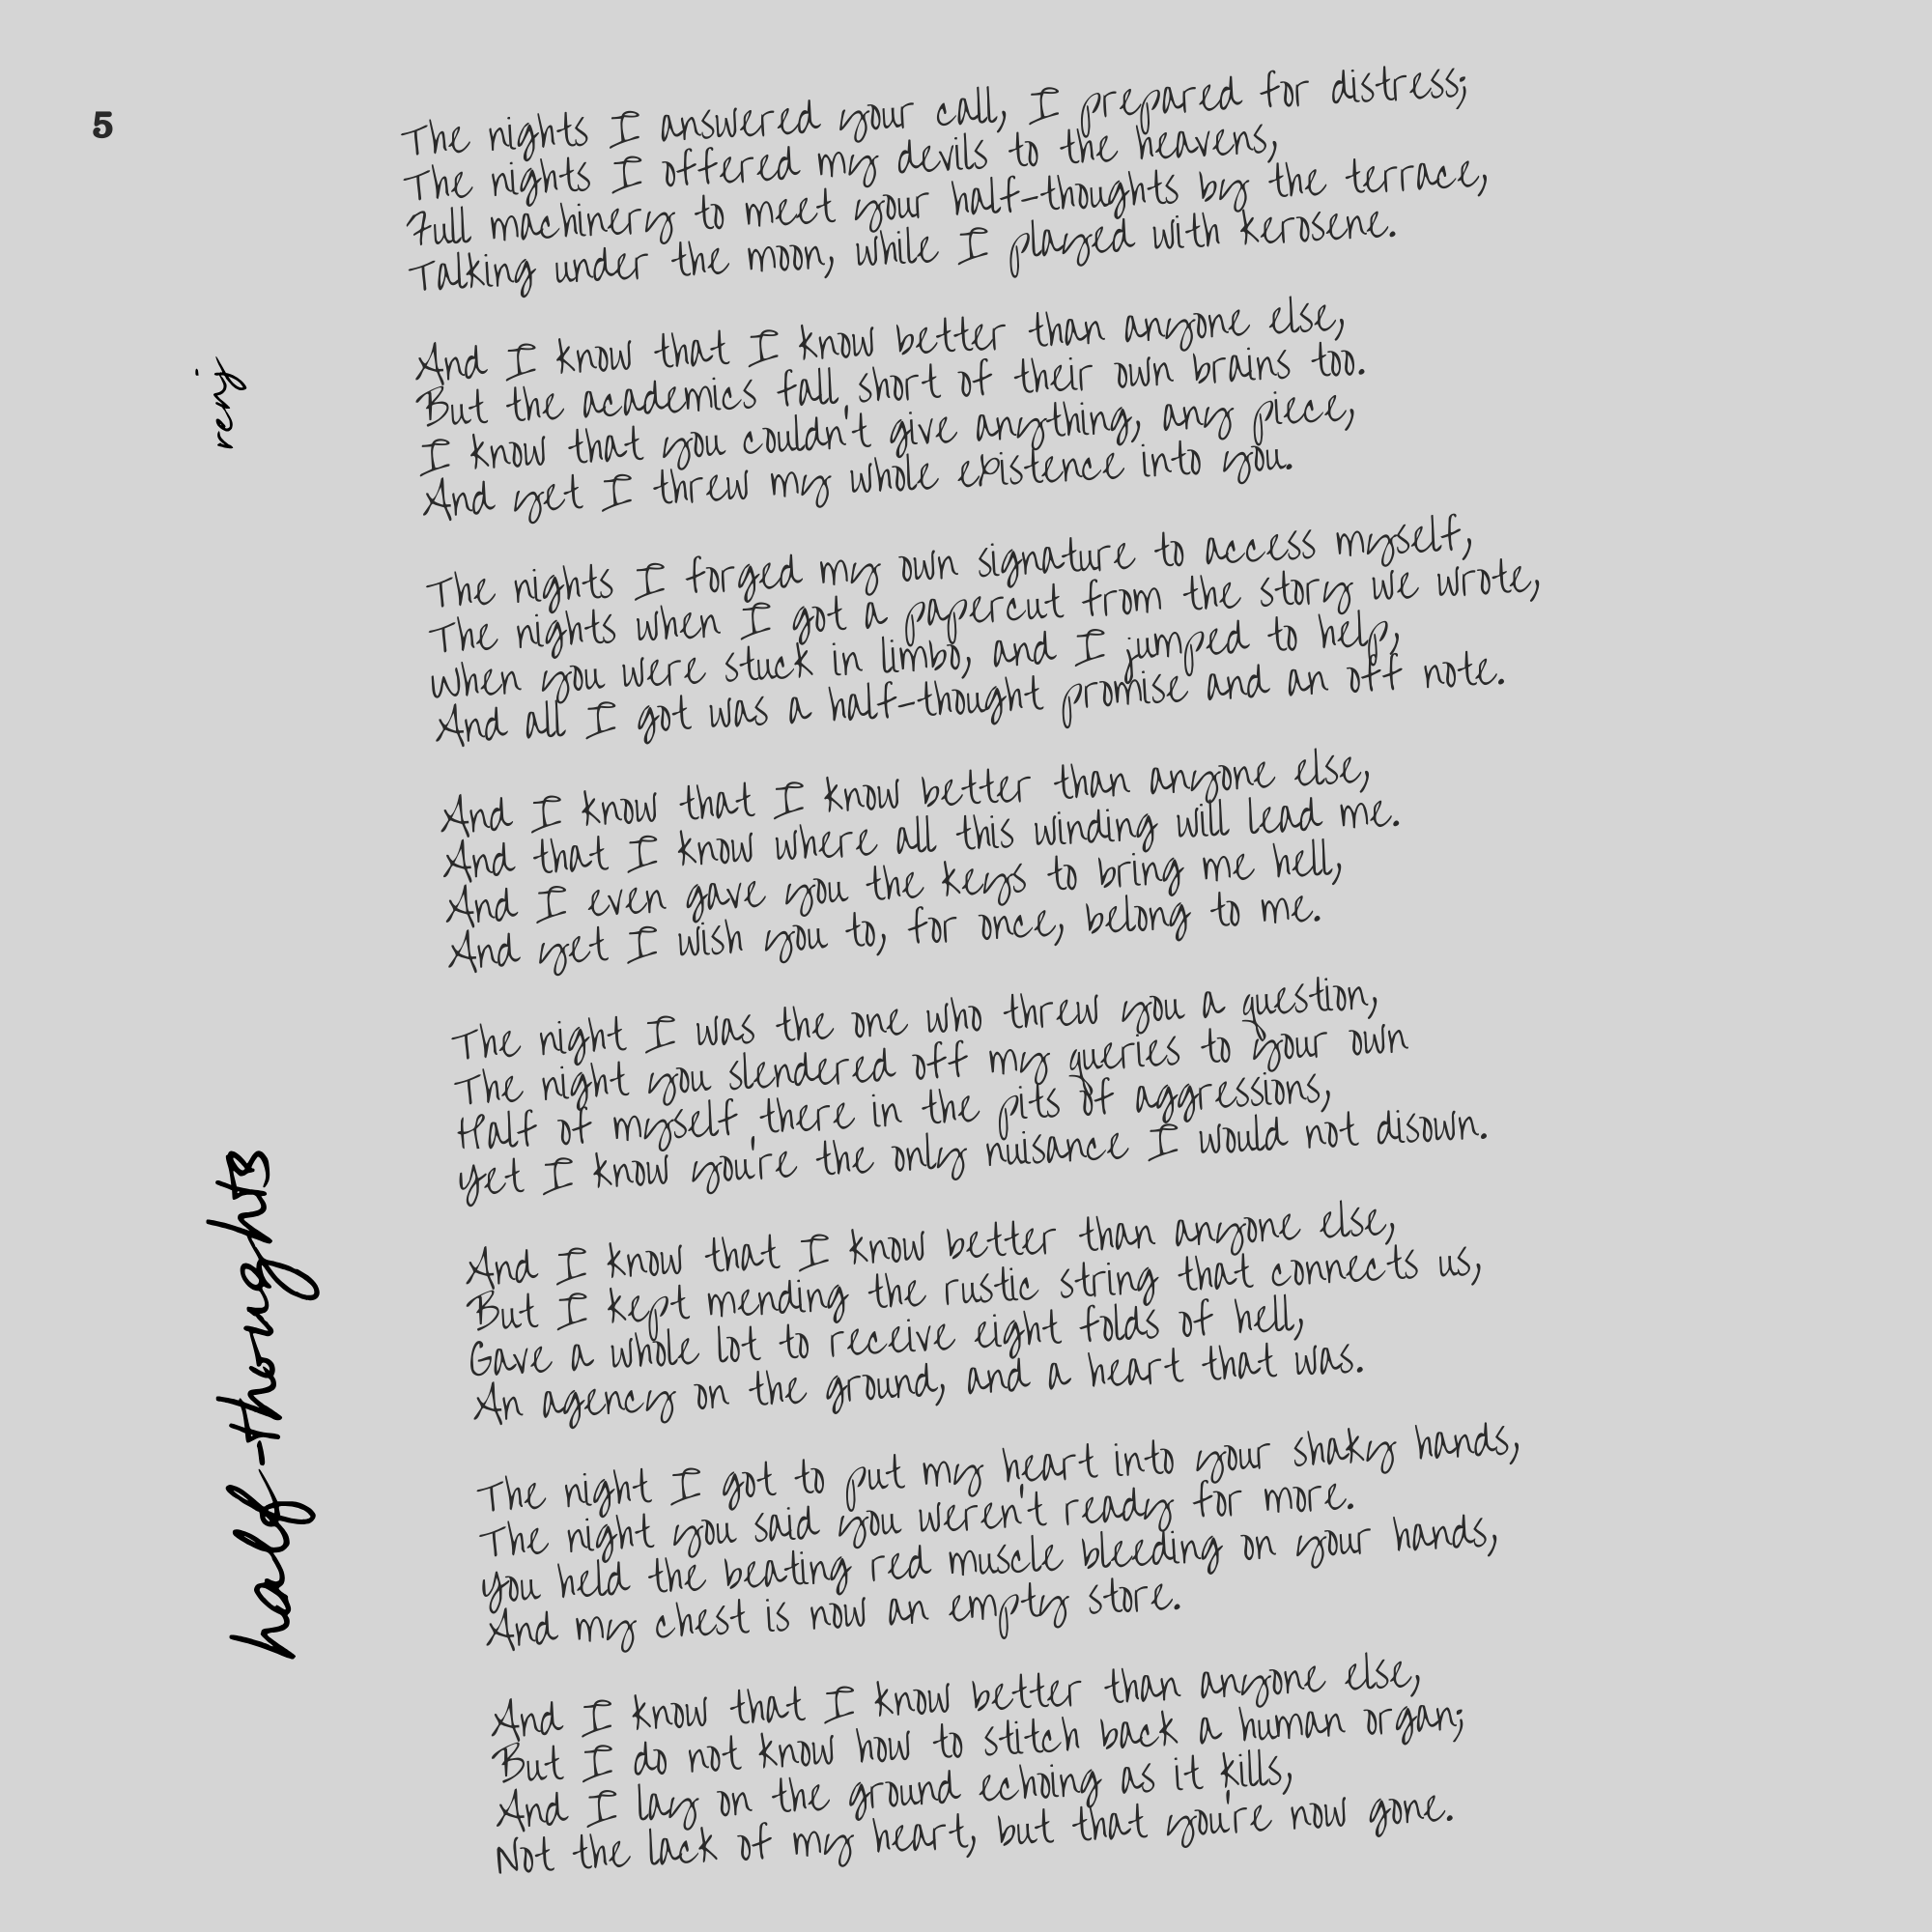 5
The nights I answered your call, I prepared for distress;
The nights I offered my devils to the heavens,
Full machinery to meet your half-thoughts by the terrace,
Talking under the moon, while I played with kerosene.
And I know that I know better than anyone else,
But the academics fall short of their own brains too.
I know that you couldn't give anything, any piece,
And yet I threw my whole existence into you.
The nights I forged my own signature to access myself,
The nights when I got a papercut from the story we wrote,
When you were stuck in limbo, and I jumped to help,
And all I got was a half-thought promise and an off note.
And I know that I know better than anyone else,
And that I know where all this winding will lead me.
And I even gave you the keys to bring me hell,
And yet I wish you to, for once, belong to me.
The night I was the one who threw you a question,
The night you slendered off my queries to your own
Half of myself there in the pits of aggressions,
Yet I know you're the only nuisance I would not disown.
And I know that I know better than anyone else,
But I kept mending the rustic string that connects us,
Gave a whole lot to receive eight folds of hell,
An agency on the ground, and a heart that was.
The night I got to put my heart into your shaky hands,
The night you said you weren't ready for more.
You held the beating red muscle bleeding on your hands,
And my chest is now an empty store.
And I know that I know better than anyone else,
But I do not know how to stitch back a human organ;
And I lay on the ground echoing as it kills,
Not the lack of my heart, but that you're now gone.
half-thoughts
renj